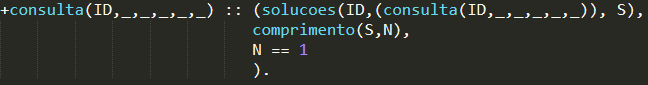 +consulta(ID,_,_,_,_,_) :: (solucoes(ID,(consulta(ID,_,_,_,_,_)), S),
comprimento(S,N),
N == 1
).